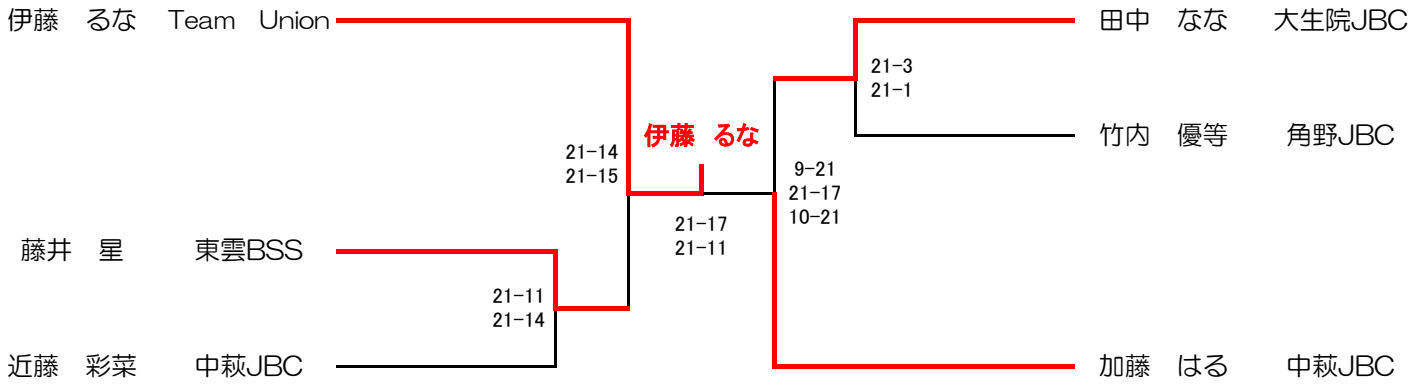 伊藤　るな　Team　Union
田中　なな　大生院JBC
21-3
21-1
伊藤　るな
竹内　優等　角野JBC
21-14
21-15
9-21
21-17
10-21
21-17
21-11
藤井　星　東雲BSS
21-11
21-14
近藤　彩菜　中萩JBC
加藤　はる　中萩JBC